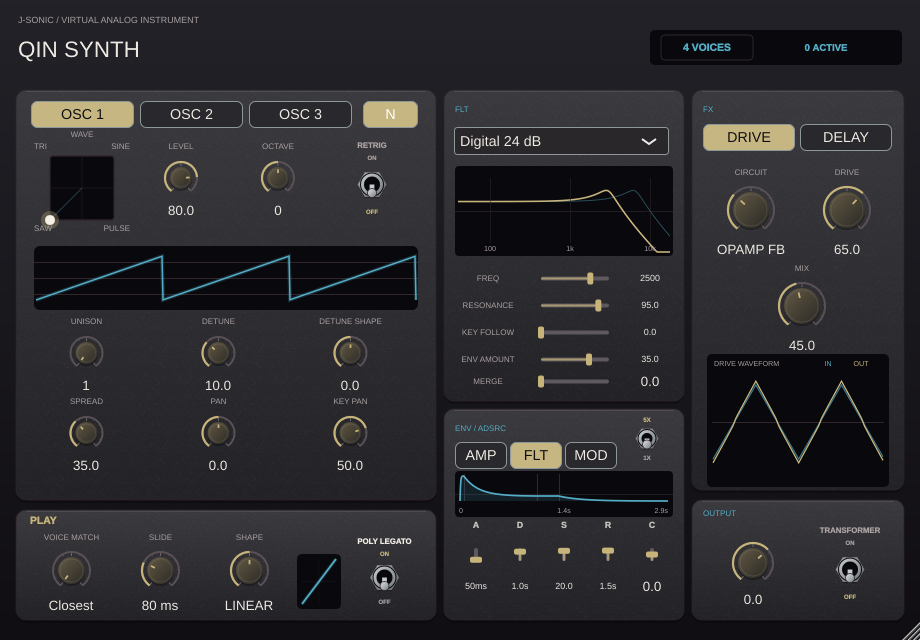 J-SONIC / VIRTUAL ANALOG INSTRUMENT
QIN SYNTH
4 VOICES 0 ACTIVE
OSC 1 OSC 2 OSC 3 N
WAVE
TRI SINE LEVEL OCTAVE RETRIG
ON
80.0 0 OFF
SAW PULSE
UNISON DETUNE DETUNE SHAPE
1 10.0 0.0
SPREAD PAN KEY PAN
35.0 0.0 50.0
PLAY
VOICE MATCH SLIDE SHAPE POLY LEGATO
ON
OFF
Closest 80 ms LINEAR
FLT
Digital 24 dB
100 1k 10k
FREQ 2500
RESONANCE 95.0
KEY FOLLOW 0.0
ENV AMOUNT 35.0
MERGE 0.0
ENV / ADSRC
5X
1X
AMP FLT MOD
0 1.4s 2.9s
A D S R C
50ms 1.0s 20.0 1.5s 0.0
FX
DRIVE DELAY
CIRCUIT DRIVE
OPAMP FB 65.0
MIX
45.0
DRIVE WAVEFORM IN OUT
OUTPUT
TRANSFORMER
ON
OFF
0.0